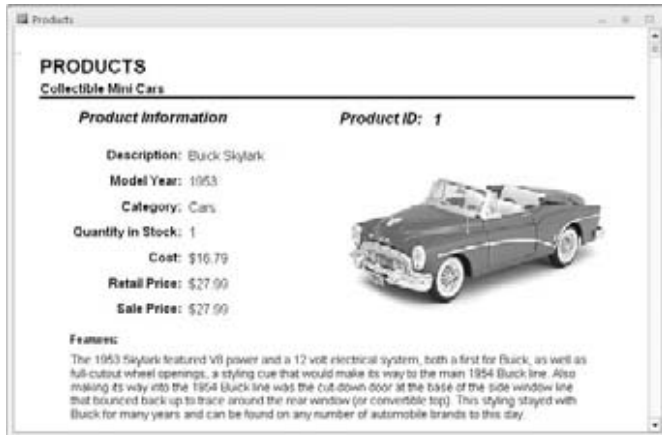 Products
PRODUCTS
Collectible Mini Cars
Product Information
Product ID: 1
Description: Buick Skylark
Model Year: 1953
Category: Cars
Quantity in Stock: 1
Cost: $16.79
Retail Price: $27.99
Sale Price: $27.99
Features:
The 1953 Skylark featured V8 power and a 12 volt electrical system, both a first for Buick, as well as
full-cutout wheel openings, a styling cue that would make its way to the main 1954 Buick line. Also
making its way into the 1954 Buick line was the cut-down door at the base of the side window line
that bounced back up to trace around the rear window (or convertible top). This styling stayed with
Buick for many years and can be found on any number of automobile brands to this day.